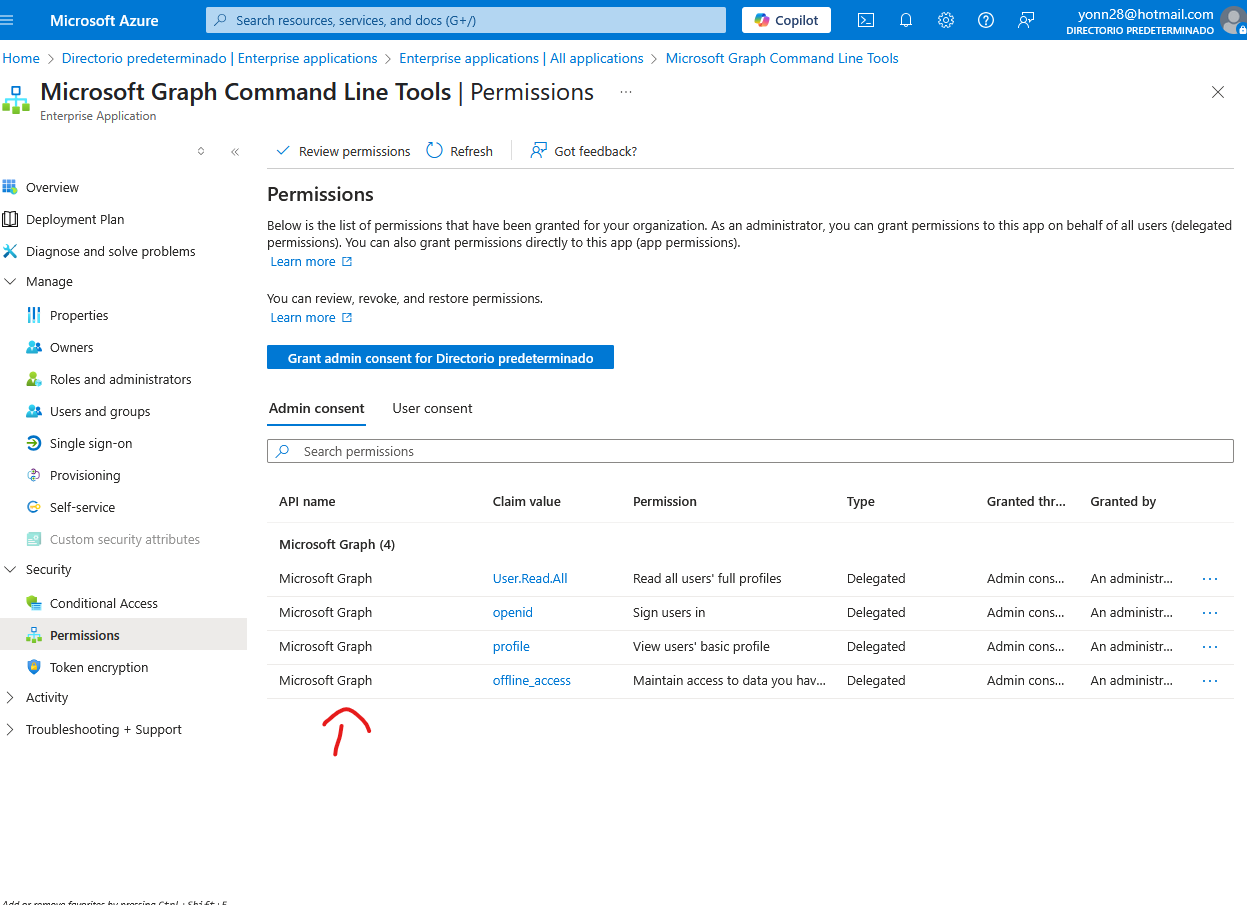 Microsoft Azure
Search resources, services, and docs (G+/)
Copilot
yonn28@hotmail.com
DIRECTORIO PREDETERMINADO
Home > Directorio predeterminado | Enterprise applications > Enterprise applications | All applications > Microsoft Graph Command Line Tools
Microsoft Graph Command Line Tools | Permissions ...
Enterprise Application
Review permissions Refresh Got feedback?
Overview
Deployment Plan
Diagnose and solve problems
Manage
Properties
Owners
Roles and administrators
Users and groups
Single sign-on
Provisioning
Self-service
Custom security attributes
Security
Conditional Access
Permissions
Token encryption
Activity
Troubleshooting + Support
Permissions
Below is the list of permissions that have been granted for your organization. As an administrator, you can grant permissions to this app on behalf of all users (delegated
permissions). You can also grant permissions directly to this app (app permissions).
Learn more
You can review, revoke, and restore permissions.
Learn more
Grant admin consent for Directorio predeterminado
Admin consent User consent
Search permissions
API name Claim value Permission Type Granted thr... Granted by
Microsoft Graph (4)
Microsoft Graph User.Read.All Read all users' full profiles Delegated Admin cons... An administr... ...
Microsoft Graph openid Sign users in Delegated Admin cons... An administr... ...
Microsoft Graph profile View users' basic profile Delegated Admin cons... An administr... ...
Microsoft Graph offline_access Maintain access to data you hav... Delegated Admin cons... An administr... ...
Add or remove favorites by pressing Ctrl+Shift+F